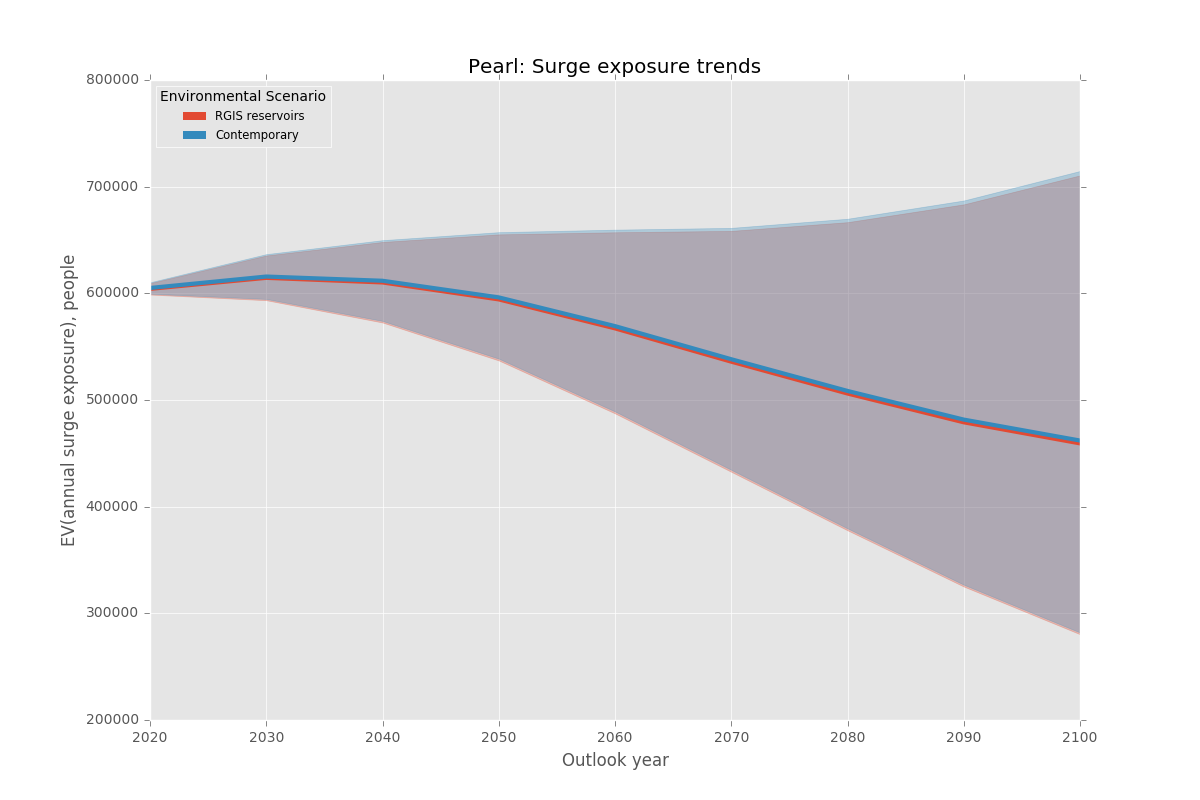 Pearl: Surge exposure trends
800000
Environmental Scenario
RGIS reservoirs
Contemporary
700000
600000
500000
400000
300000
200000
EV(annual surge exposure), people
2020 2030 2040 2050 2060 2070 2080 2090 2100
Outlook year